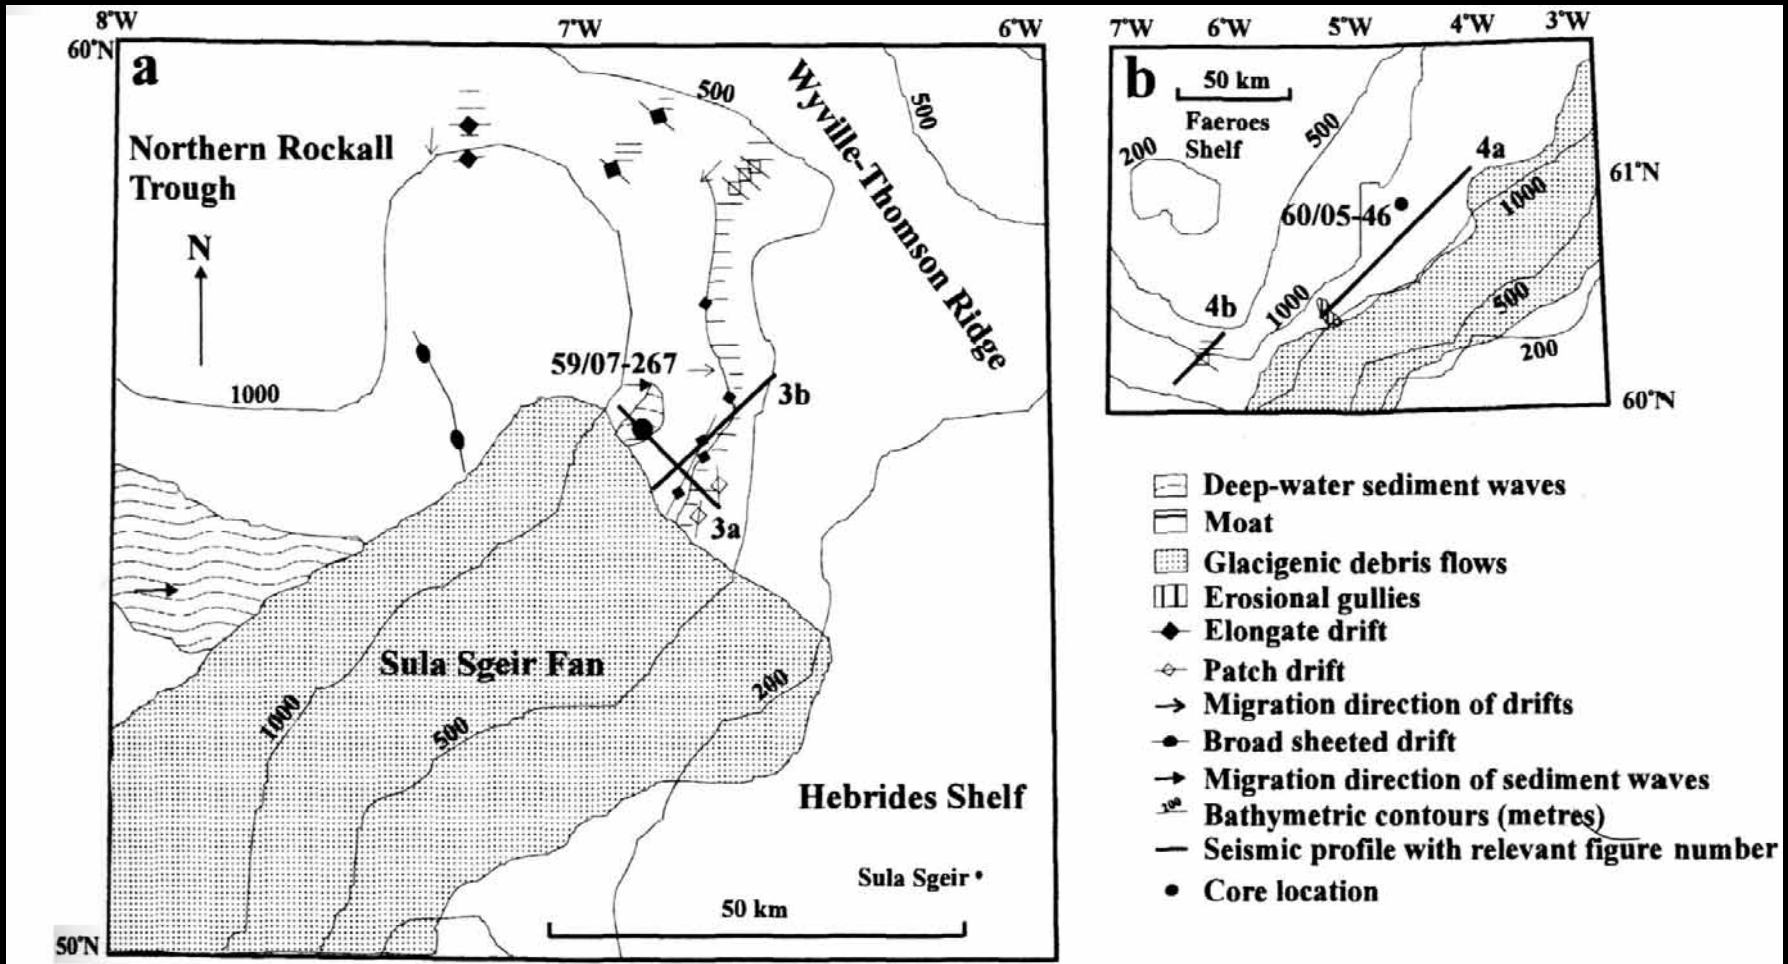 8°W
7°W
6°W
60°N
a
500
500
Wyville-Thomson Ridge
Northern Rockall
Trough
N
59/07-267
1000
3b
3a
Sula Sgeir Fan
1000
500
200
Hebrides Shelf
Sula Sgeir
50 km
50°N
7°W
6°W
5°W
4°W
3°W
b
50 km
Faeroes
Shelf
200
500
4a
61°N
1000
60/05-46
4b
1000
500
200
60°N
Deep-water sediment waves
Moat
Glacigenic debris flows
Erosional gullies
Elongate drift
Patch drift
Migration direction of drifts
Broad sheeted drift
Migration direction of sediment waves
200 Bathymetric contours (metres)
Seismic profile with relevant figure number
Core location